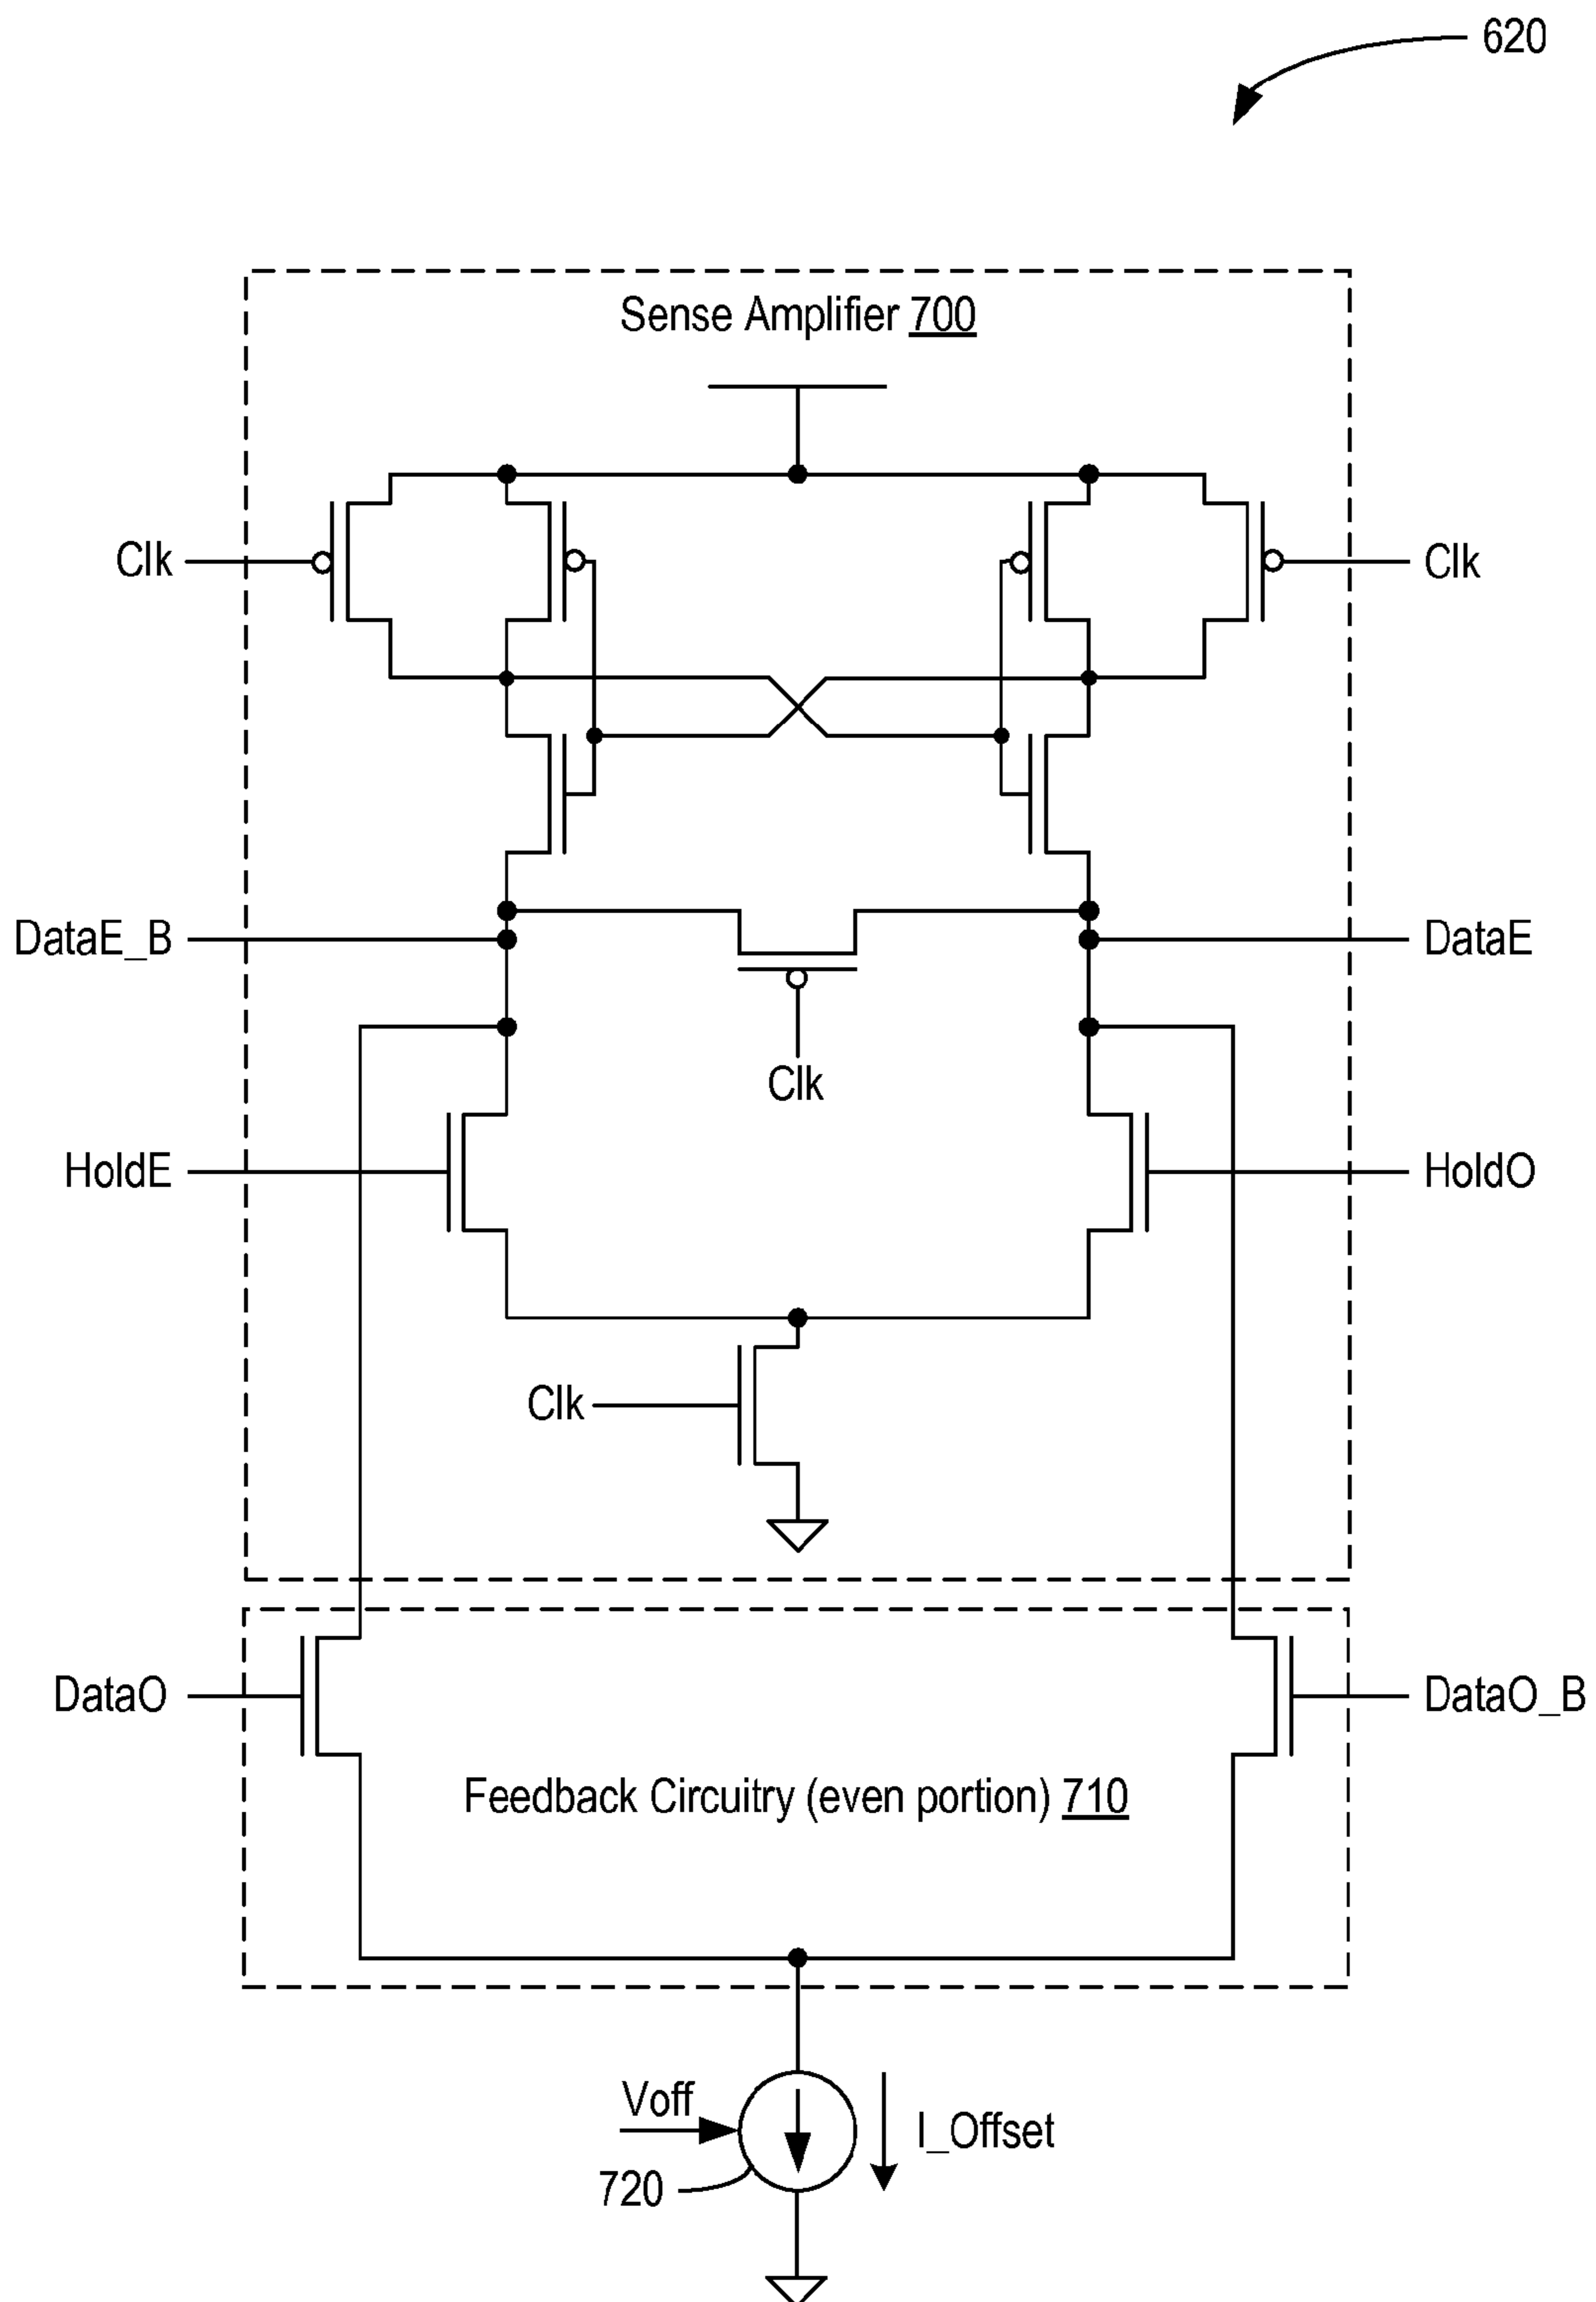 620
Sense Amplifier 700
Clk
Clk
DataE_B
DataE
Clk
HoldE
HoldO
Clk
DataO
DataO_B
Feedback Circuitry (even portion) 710
Voff
I_Offset
720